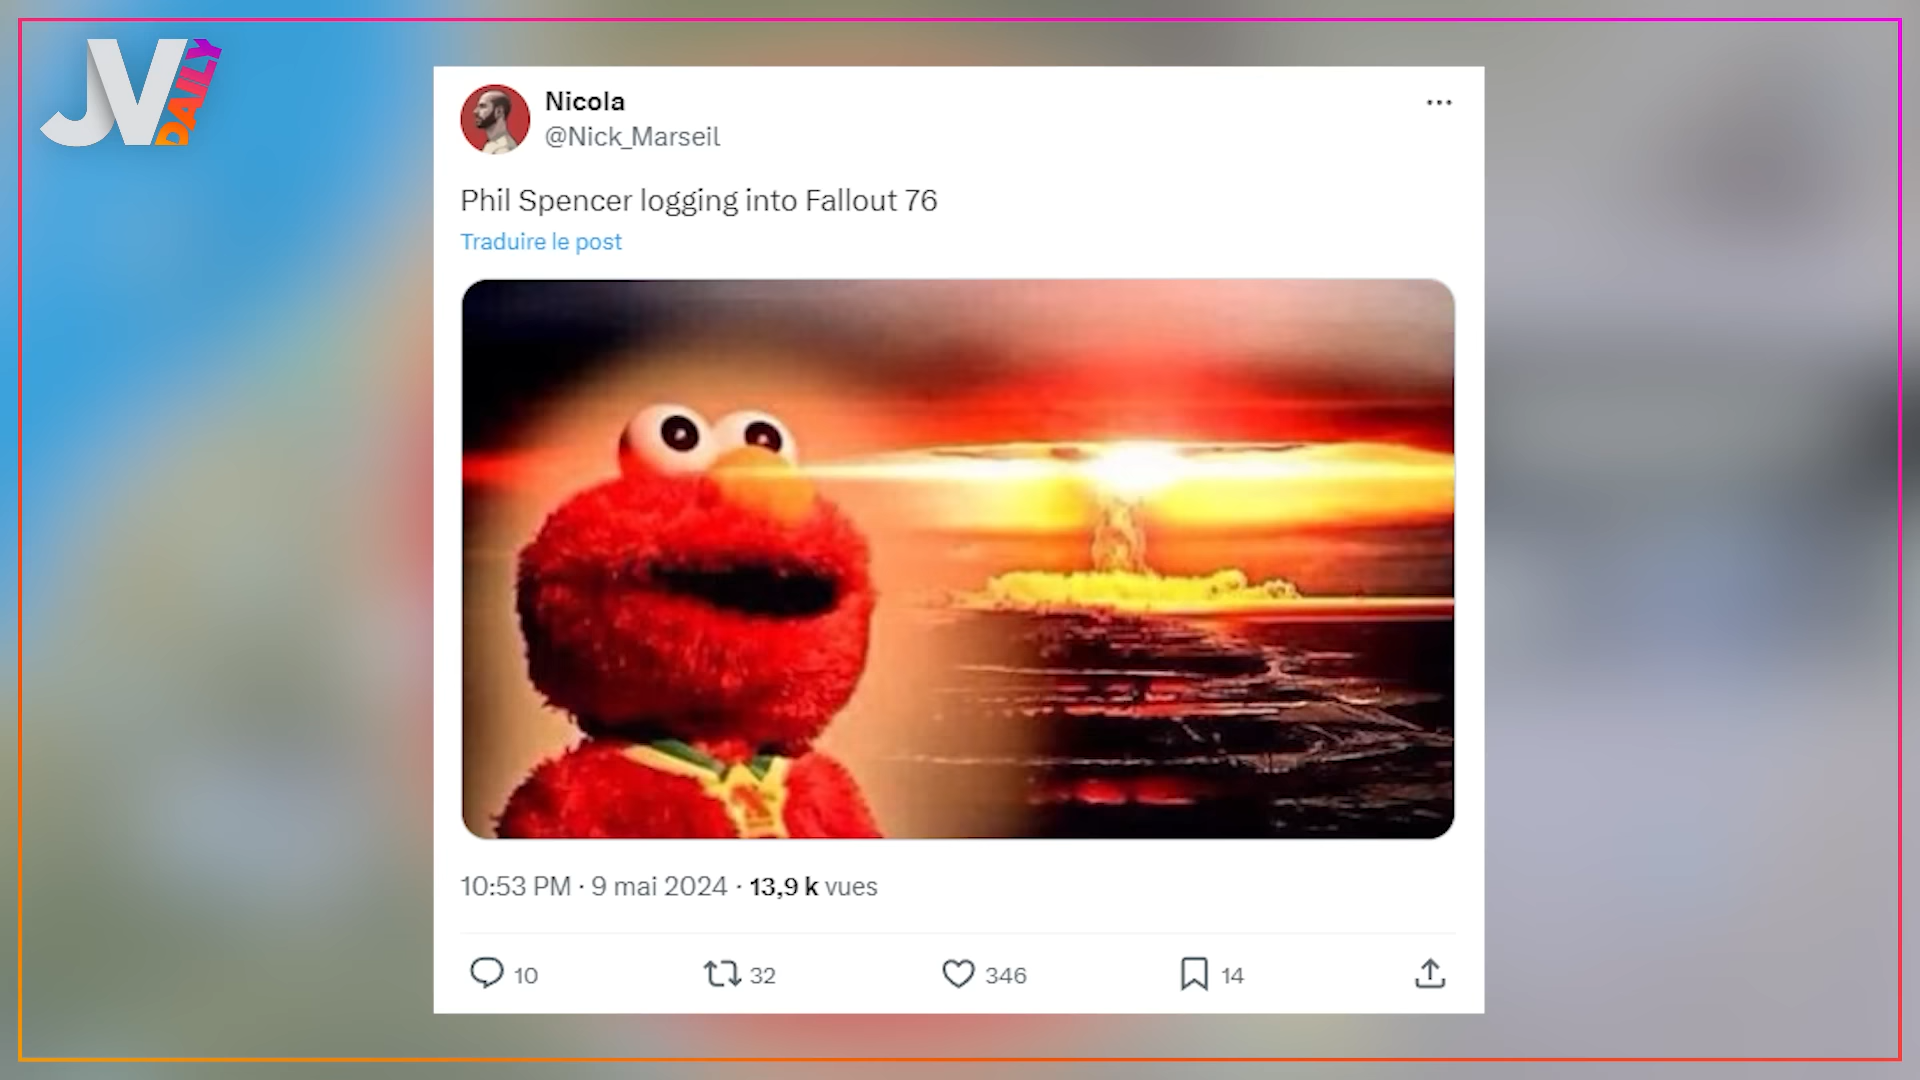 JV
DAILY
Nicola
@Nick_Marseil
Phil Spencer logging into Fallout 76
Traduire le post
10:53 PM · 9 mai 2024 · 13,9 k vues
10 32 346 14